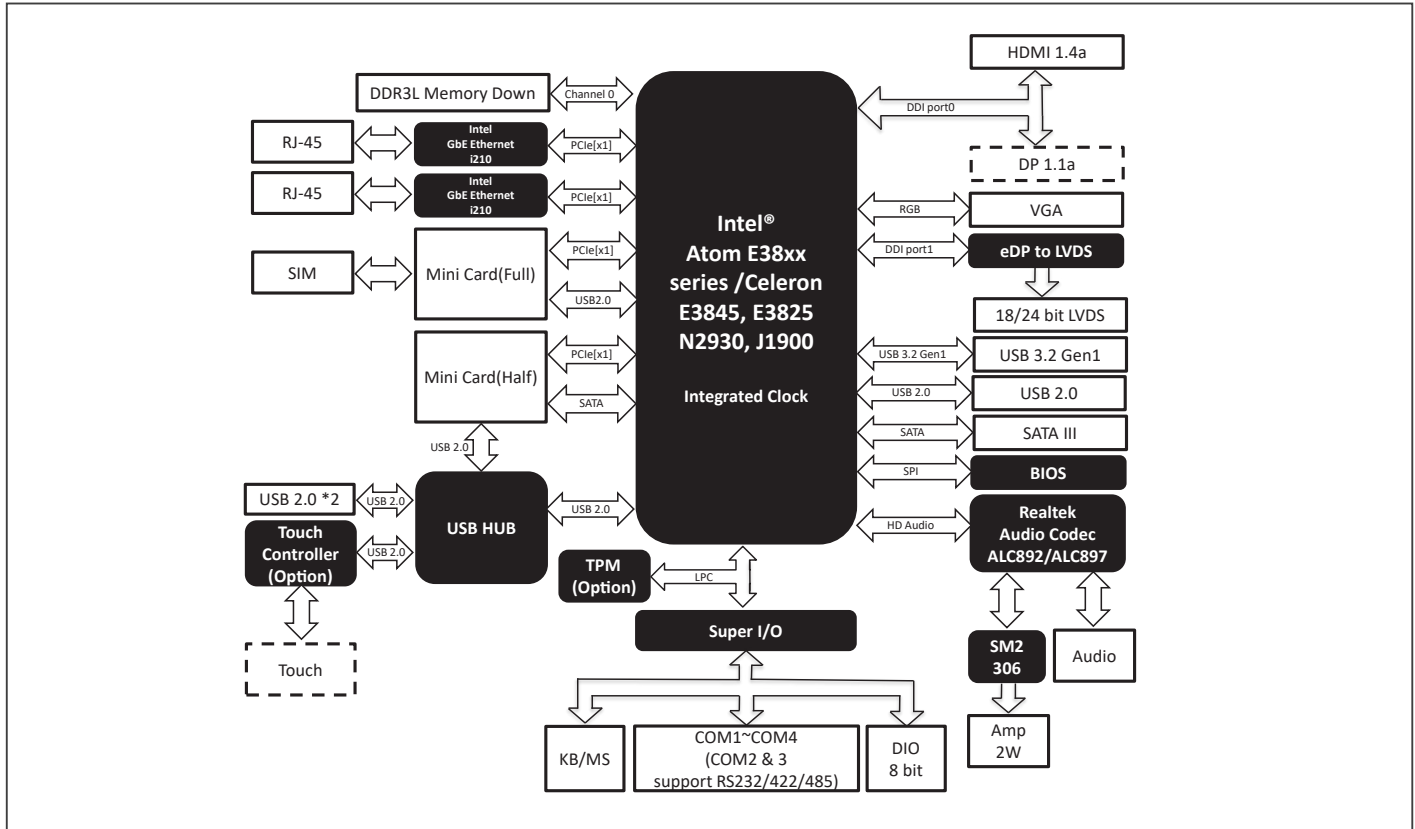 HDMI 1.4a
DDR3L Memory Down
Channel 0
DDI port0
RJ-45
Intel
GbE Ethernet
i210
PCIe[x1]
DP 1.1a
RJ-45
Intel
GbE Ethernet
i210
PCIe[x1]
RGB
VGA
Intel®
Atom E38xx
series /Celeron
E3845, E3825
N2930, J1900
Integrated Clock
SIM
Mini Card(Full)
PCIe[x1]
USB2.0
DDI port1
eDP to LVDS
18/24 bit LVDS
Mini Card(Half)
PCIe[x1]
SATA
USB 3.2 Gen1
USB 3.2 Gen1
USB 2.0
USB 2.0
SATA
SATA III
USB 2.0
SPI
BIOS
USB 2.0 *2
USB 2.0
USB HUB
USB 2.0
HD Audio
Realtek
Audio Codec
ALC892/ALC897
Touch
Controller
(Option)
USB 2.0
TPM
(Option)
LPC
Super I/O
Touch
SM2
306
Audio
KB/MS
COM1~COM4
(COM2 & 3
support RS232/422/485)
DIO
8 bit
Amp
2W